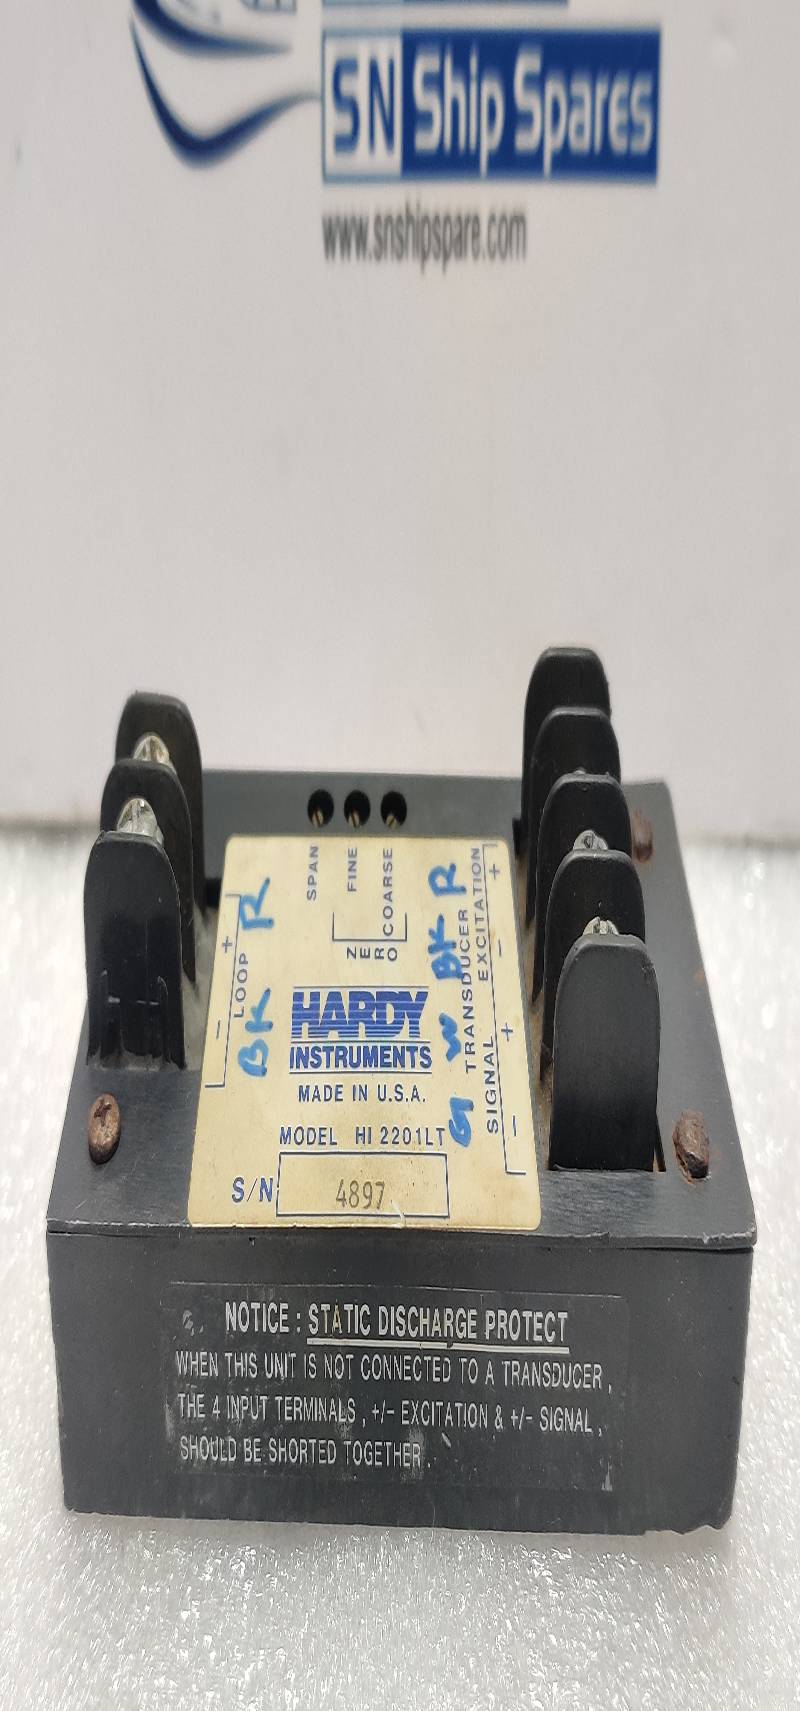 SN Ship Spares
www.snshipspare.com
SPAN
FINE
COARSE
ZERO
+
LOOP
-
R
BK
HARDY
INSTRUMENTS
MADE IN U.S.A.
MODEL HI 2201LT
S/N 4897
TRANSDUCER
SIGNAL EXCITATION
- + - +
G W BK R
NOTICE : STATIC DISCHARGE PROTECT
WHEN THIS UNIT IS NOT CONNECTED TO A TRANSDUCER ,
THE 4 INPUT TERMINALS , +/- EXCITATION & +/- SIGNAL ,
SHOULD BE SHORTED TOGETHER .